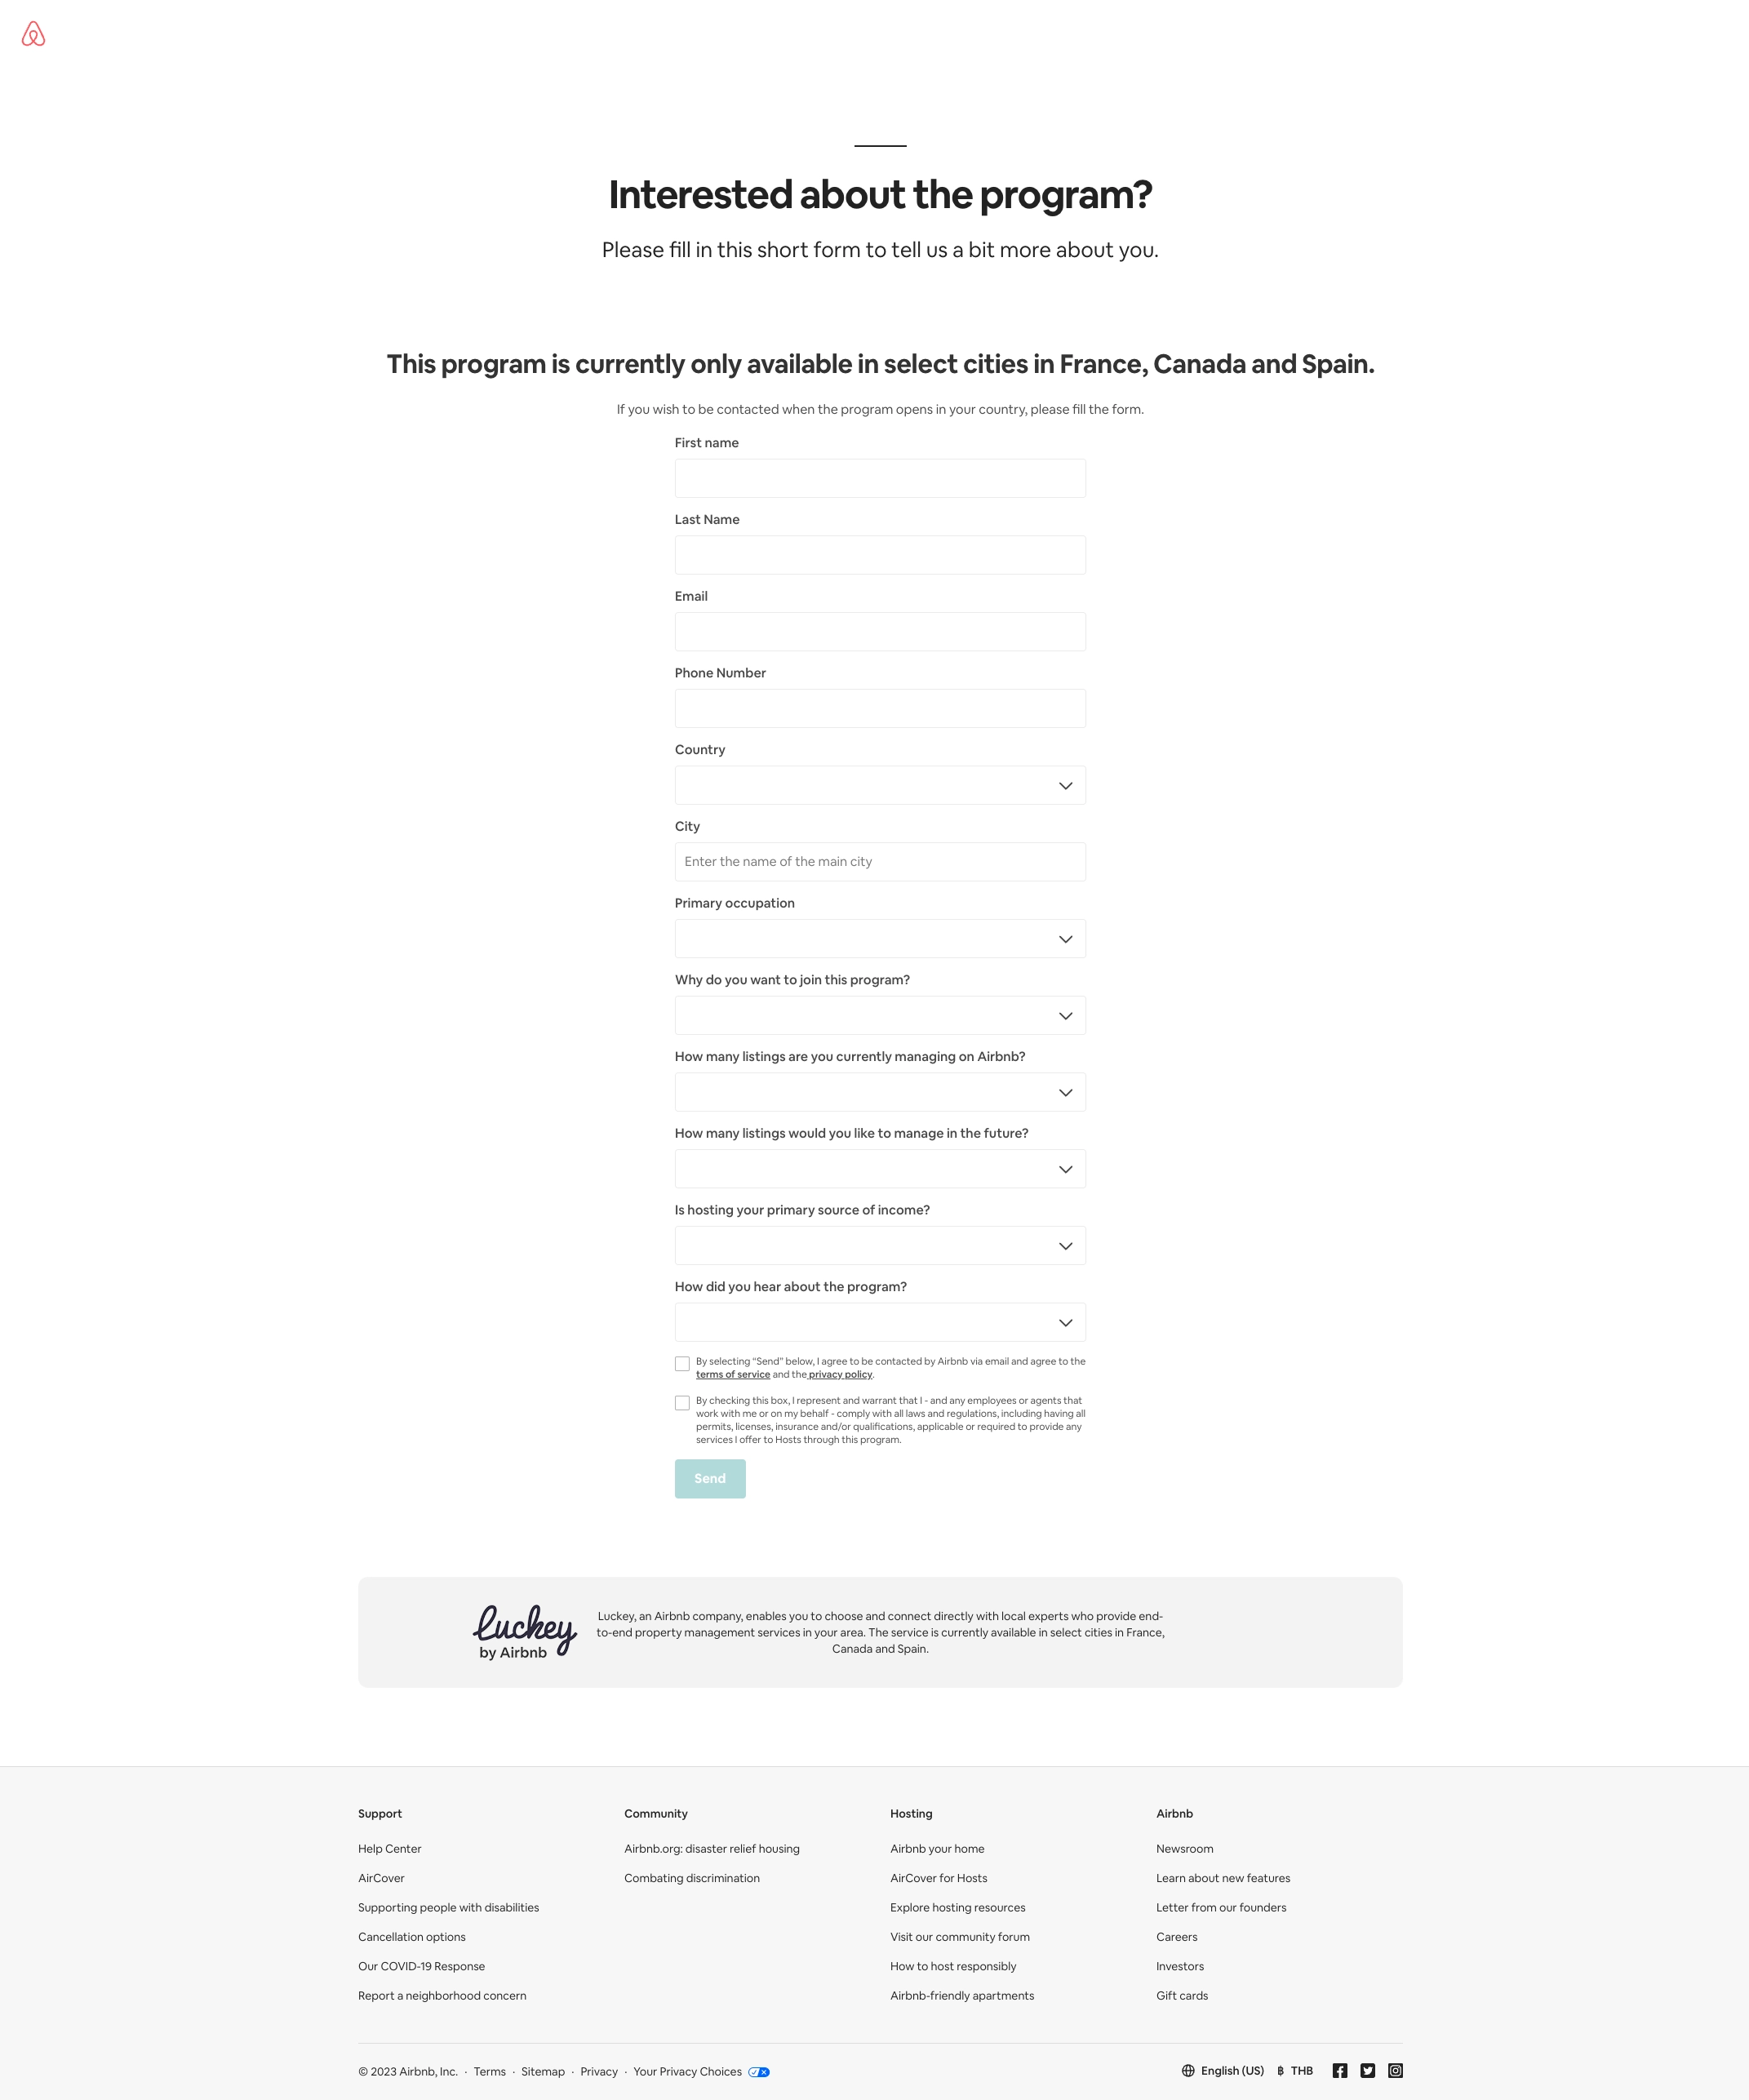 Interested about the program?
Please fill in this short form to tell us a bit more about you.
This program is currently only available in select cities in France, Canada and Spain.
If you wish to be contacted when the program opens in your country, please fill the form.
First name
Last Name
Email
Phone Number
Country
City
Enter the name of the main city
Primary occupation
Why do you want to join this program?
How many listings are you currently managing on Airbnb?
How many listings would you like to manage in the future?
Is hosting your primary source of income?
How did you hear about the program?
By selecting “Send” below, I agree to be contacted by Airbnb via email and agree to the
terms of service and the privacy policy.
By checking this box, I represent and warrant that I - and any employees or agents that
work with me or on my behalf - comply with all laws and regulations, including having all
permits, licenses, insurance and/or qualifications, applicable or required to provide any
services I offer to Hosts through this program.
Send
luckey
by Airbnb
Luckey, an Airbnb company, enables you to choose and connect directly with local experts who provide end-
to-end property management services in your area. The service is currently available in select cities in France,
Canada and Spain.
Support
Help Center
AirCover
Supporting people with disabilities
Cancellation options
Our COVID-19 Response
Report a neighborhood concern
Community
Airbnb.org: disaster relief housing
Combating discrimination
Hosting
Airbnb your home
AirCover for Hosts
Explore hosting resources
Visit our community forum
How to host responsibly
Airbnb-friendly apartments
Airbnb
Newsroom
Learn about new features
Letter from our founders
Careers
Investors
Gift cards
© 2023 Airbnb, Inc. · Terms · Sitemap · Privacy · Your Privacy Choices
English (US) ฿ THB